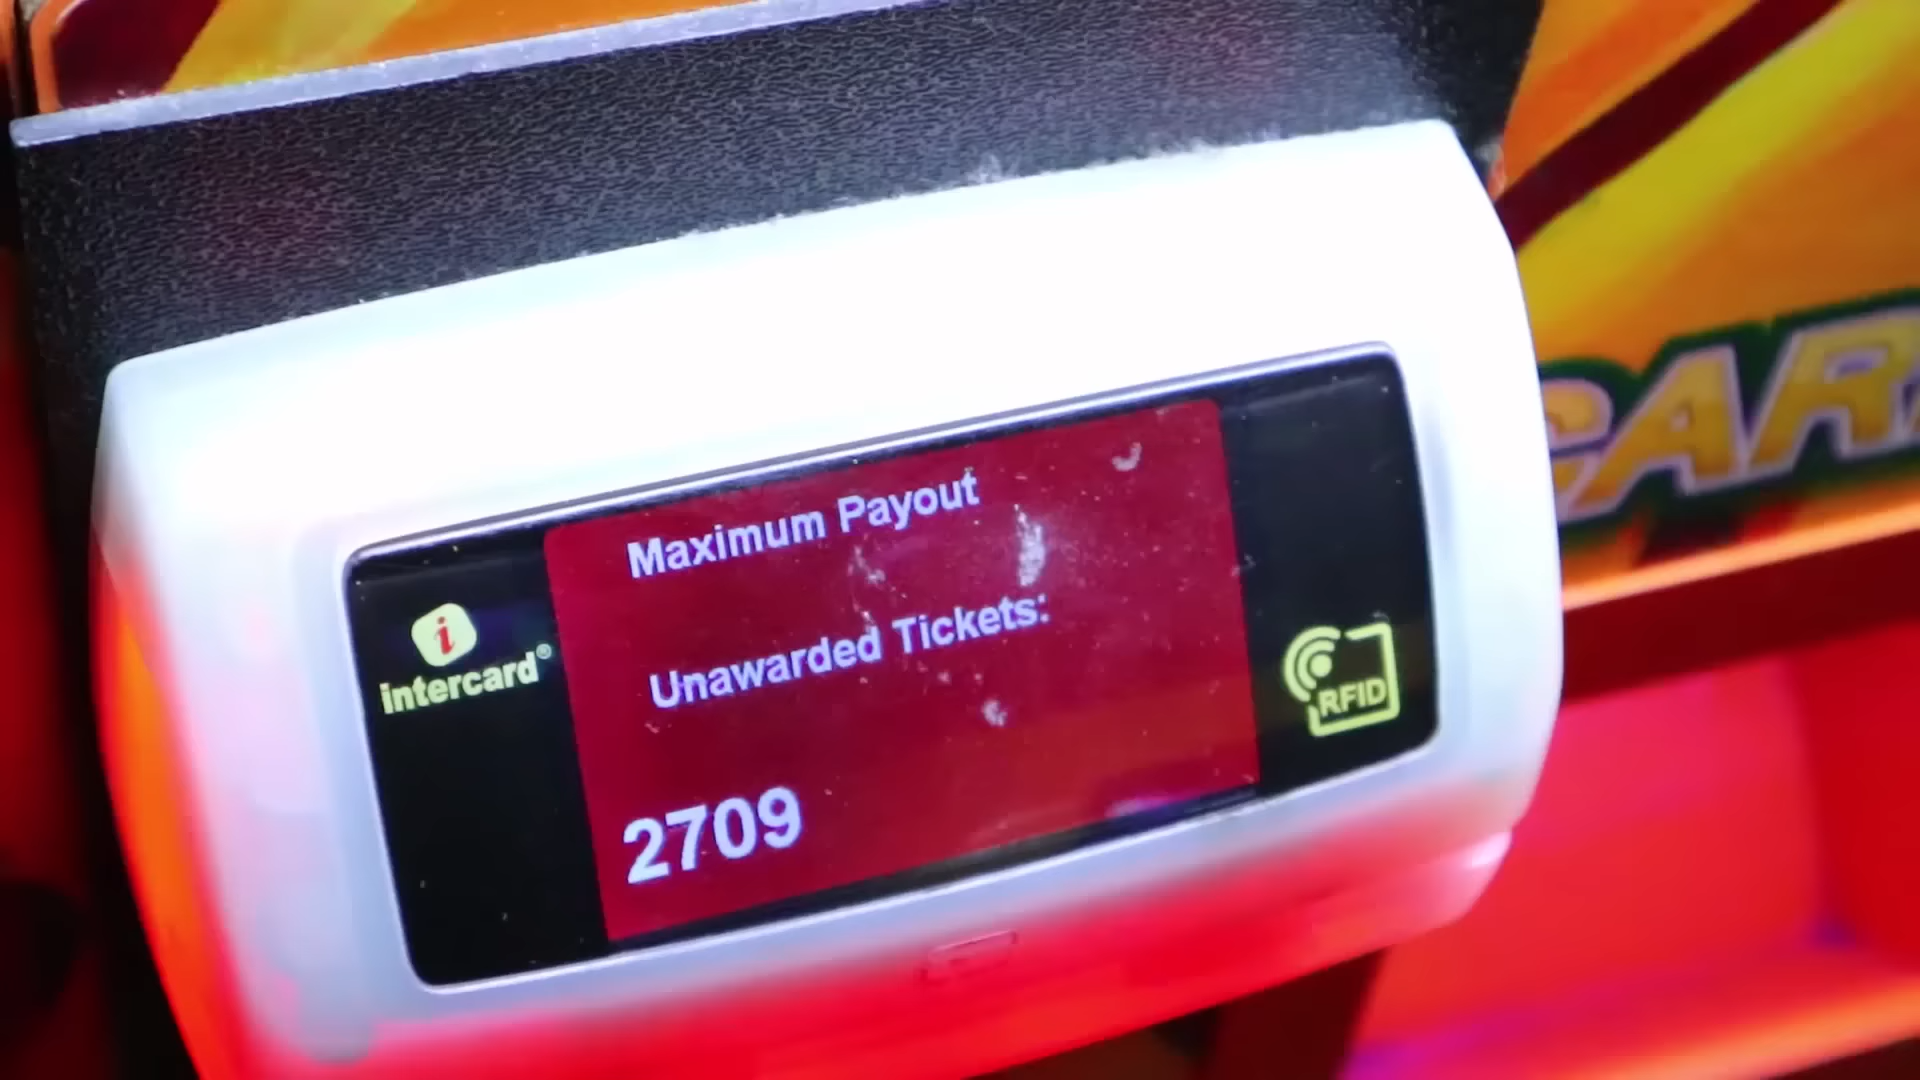 Maximum Payout
Unawarded Tickets:
2709
i
intercard®
RFID